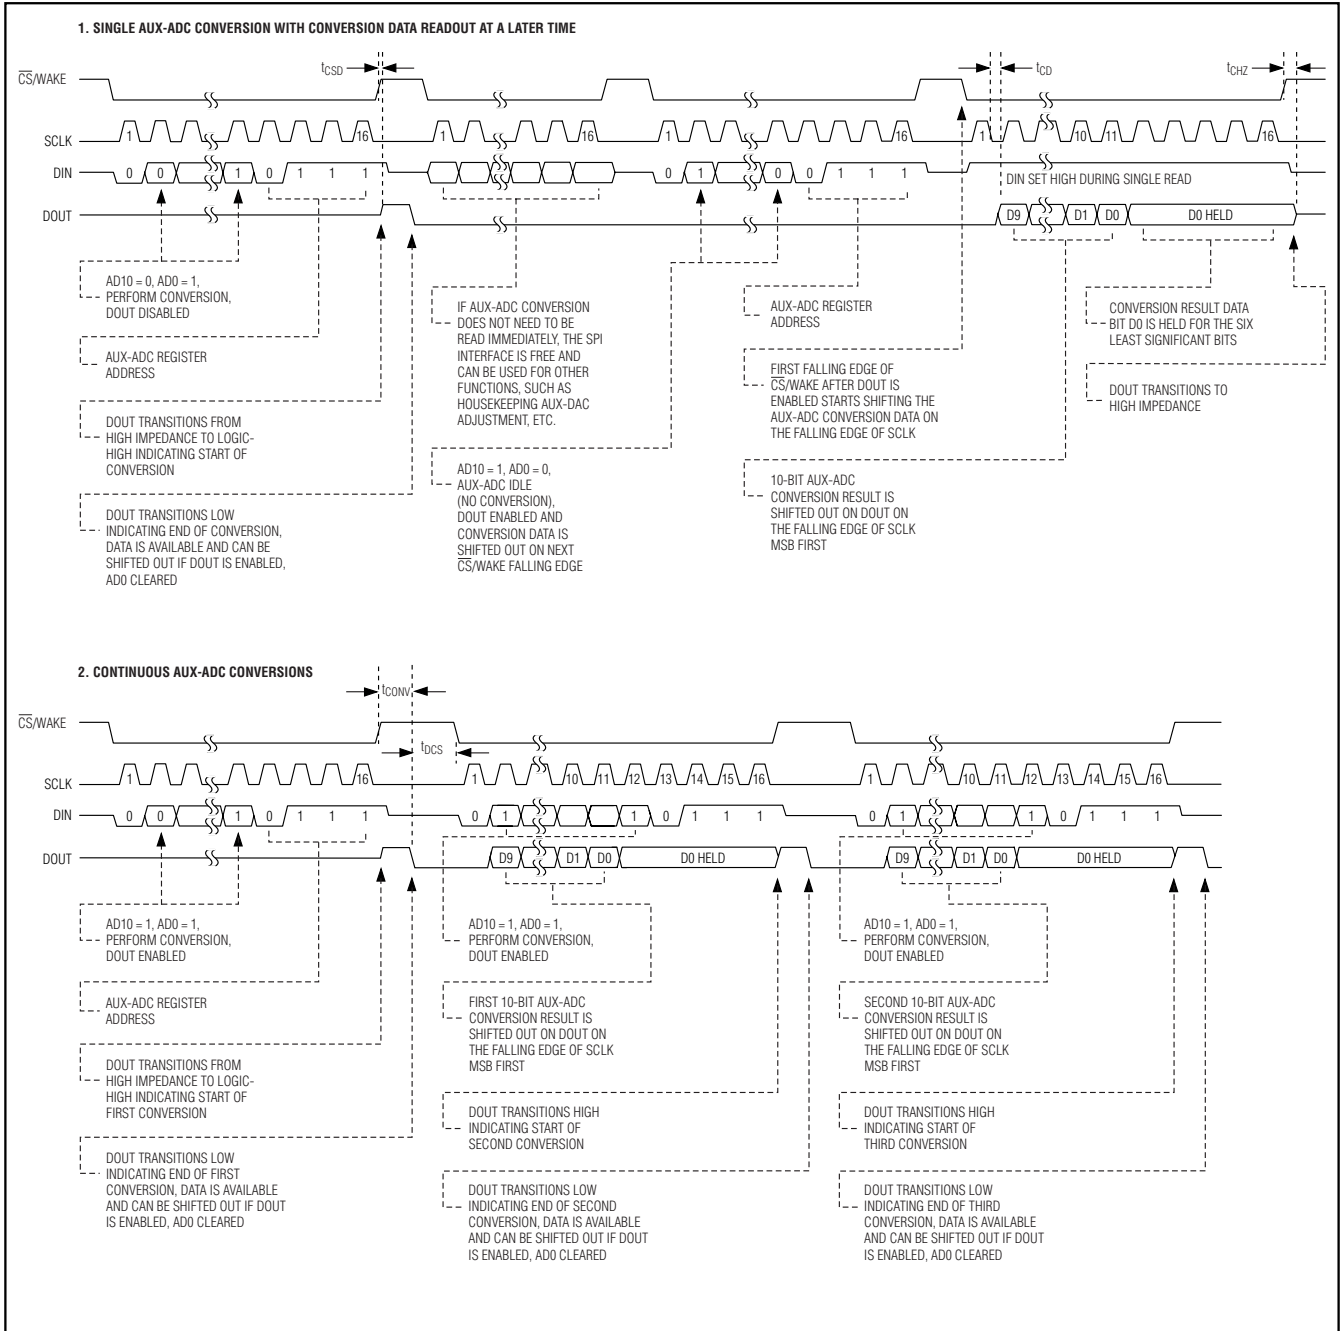 1. SINGLE AUX-ADC CONVERSION WITH CONVERSION DATA READOUT AT A LATER TIME
CS/WAKE
tCSD
tCD
tCHZ
SCLK
1 16 1 16 1 16 1 10 11 16
DIN
0 0 1 0 1 1 1 0 1 0 0 1 1 1
DIN SET HIGH DURING SINGLE READ
DOUT
D9 D1 D0 D0 HELD
AD10 = 0, AD0 = 1,
PERFORM CONVERSION,
DOUT DISABLED
AUX-ADC REGISTER
ADDRESS
DOUT TRANSITIONS FROM
HIGH IMPEDANCE TO LOGIC-
HIGH INDICATING START OF
CONVERSION
DOUT TRANSITIONS LOW
INDICATING END OF CONVERSION,
DATA IS AVAILABLE AND CAN BE
SHIFTED OUT IF DOUT IS ENABLED,
AD0 CLEARED
IF AUX-ADC CONVERSION
DOES NOT NEED TO BE
READ IMMEDIATELY, THE SPI
INTERFACE IS FREE AND
CAN BE USED FOR OTHER
FUNCTIONS, SUCH AS
HOUSEKEEPING AUX-DAC
ADJUSTMENT, ETC.
AD10 = 1, AD0 = 0,
AUX-ADC IDLE
(NO CONVERSION),
DOUT ENABLED AND
CONVERSION DATA IS
SHIFTED OUT ON NEXT
CS/WAKE FALLING EDGE
AUX-ADC REGISTER
ADDRESS
FIRST FALLING EDGE OF
CS/WAKE AFTER DOUT IS
ENABLED STARTS SHIFTING THE
AUX-ADC CONVERSION DATA ON
THE FALLING EDGE OF SCLK
10-BIT AUX-ADC
CONVERSION RESULT IS
SHIFTED OUT ON DOUT ON
THE FALLING EDGE OF SCLK
MSB FIRST
CONVERSION RESULT DATA
BIT D0 IS HELD FOR THE SIX
LEAST SIGNIFICANT BITS
DOUT TRANSITIONS TO
HIGH IMPEDANCE
2. CONTINUOUS AUX-ADC CONVERSIONS
tCONV
CS/WAKE
tDCS
SCLK
1 16 1 10 11 12 13 14 15 16 1 10 11 12 13 14 15 16
DIN
0 0 1 0 1 1 1 0 1 1 0 1 1 1 0 1 1 0 1 1 1
DOUT
D9 D1 D0 D0 HELD D9 D1 D0 D0 HELD
AD10 = 1, AD0 = 1,
PERFORM CONVERSION,
DOUT ENABLED
AUX-ADC REGISTER
ADDRESS
DOUT TRANSITIONS FROM
HIGH IMPEDANCE TO LOGIC-
HIGH INDICATING START OF
FIRST CONVERSION
DOUT TRANSITIONS LOW
INDICATING END OF FIRST
CONVERSION, DATA IS AVAILABLE
AND CAN BE SHIFTED OUT IF DOUT
IS ENABLED, AD0 CLEARED
AD10 = 1, AD0 = 1,
PERFORM CONVERSION,
DOUT ENABLED
FIRST 10-BIT AUX-ADC
CONVERSION RESULT IS
SHIFTED OUT ON DOUT ON
THE FALLING EDGE OF SCLK
MSB FIRST
DOUT TRANSITIONS HIGH
INDICATING START OF
SECOND CONVERSION
DOUT TRANSITIONS LOW
INDICATING END OF SECOND
CONVERSION, DATA IS AVAILABLE
AND CAN BE SHIFTED OUT IF DOUT
IS ENABLED, AD0 CLEARED
AD10 = 1, AD0 = 1,
PERFORM CONVERSION,
DOUT ENABLED
SECOND 10-BIT AUX-ADC
CONVERSION RESULT IS
SHIFTED OUT ON DOUT ON
THE FALLING EDGE OF SCLK
MSB FIRST
DOUT TRANSITIONS HIGH
INDICATING START OF
THIRD CONVERSION
DOUT TRANSITIONS LOW
INDICATING END OF THIRD
CONVERSION, DATA IS AVAILABLE
AND CAN BE SHIFTED OUT IF DOUT
IS ENABLED, AD0 CLEARED